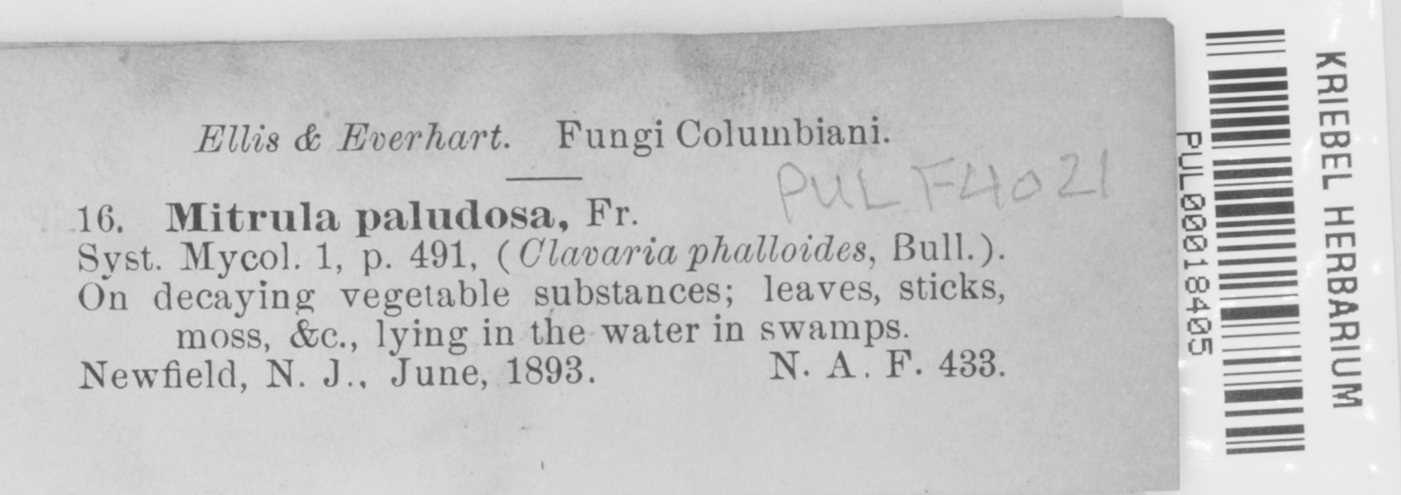 Ellis & Everhart. Fungi Columbiani.
PUL F4021
16. Mitrula paludosa, Fr.
Syst. Mycol. 1, p. 491, (Clavaria phalloides, Bull.).
On decaying vegetable substances; leaves, sticks,
moss, &c., lying in the water in swamps.
Newfield, N. J., June, 1893. N. A. F. 433.
PUL00018405
KRIEBEL HERBARIUM